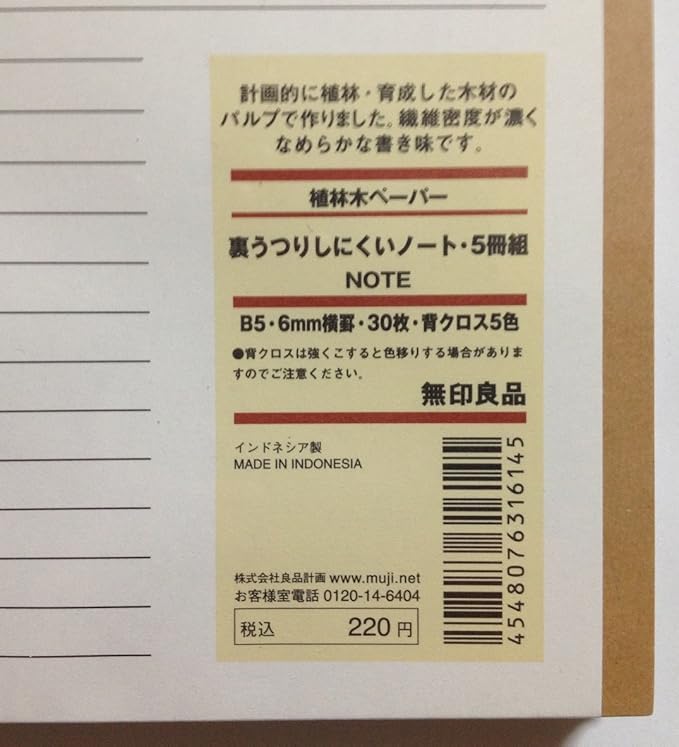 計画的に植林・育成した木材の
パルプで作りました。繊維密度が濃く
なめらかな書き味です。
植林木ペーパー
裏うつりしにくいノート・5冊組
NOTE
B5・6mm横罫・30枚・背クロス5色
●背クロスは強くこすると色移りする場合がありま
すのでご注意ください。
無印良品
インドネシア製
MADE IN INDONESIA
株式会社良品計画 www.muji.net
お客様室電話 0120-14-6404
税込 220円
4548076316145